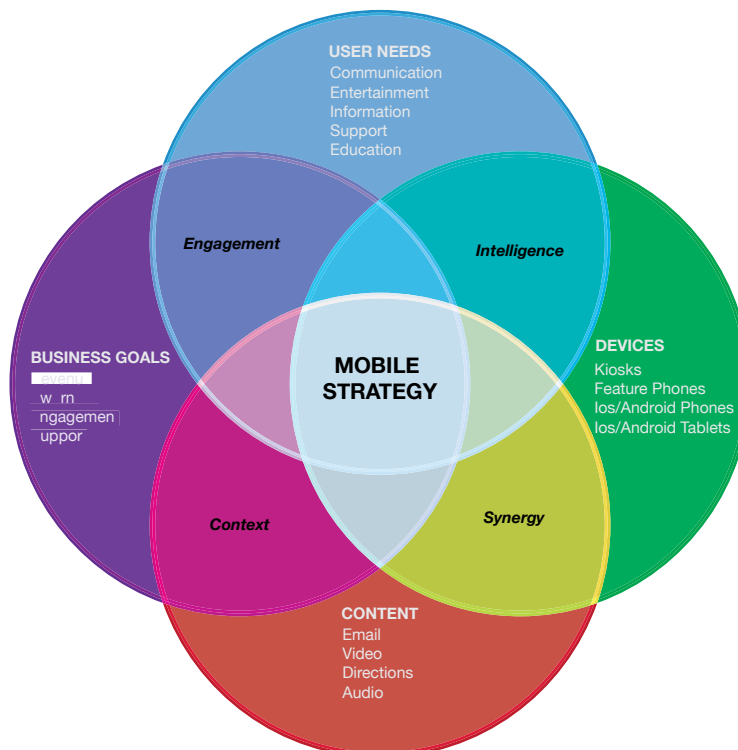 USER NEEDS
Communication
Entertainment
Information
Support
Education
Engagement
Intelligence
BUSINESS GOALS
MOBILE
STRATEGY
DEVICES
Kiosks
Feature Phones
Ios/Android Phones
Ios/Android Tablets
Context
Synergy
CONTENT
Email
Video
Directions
Audio